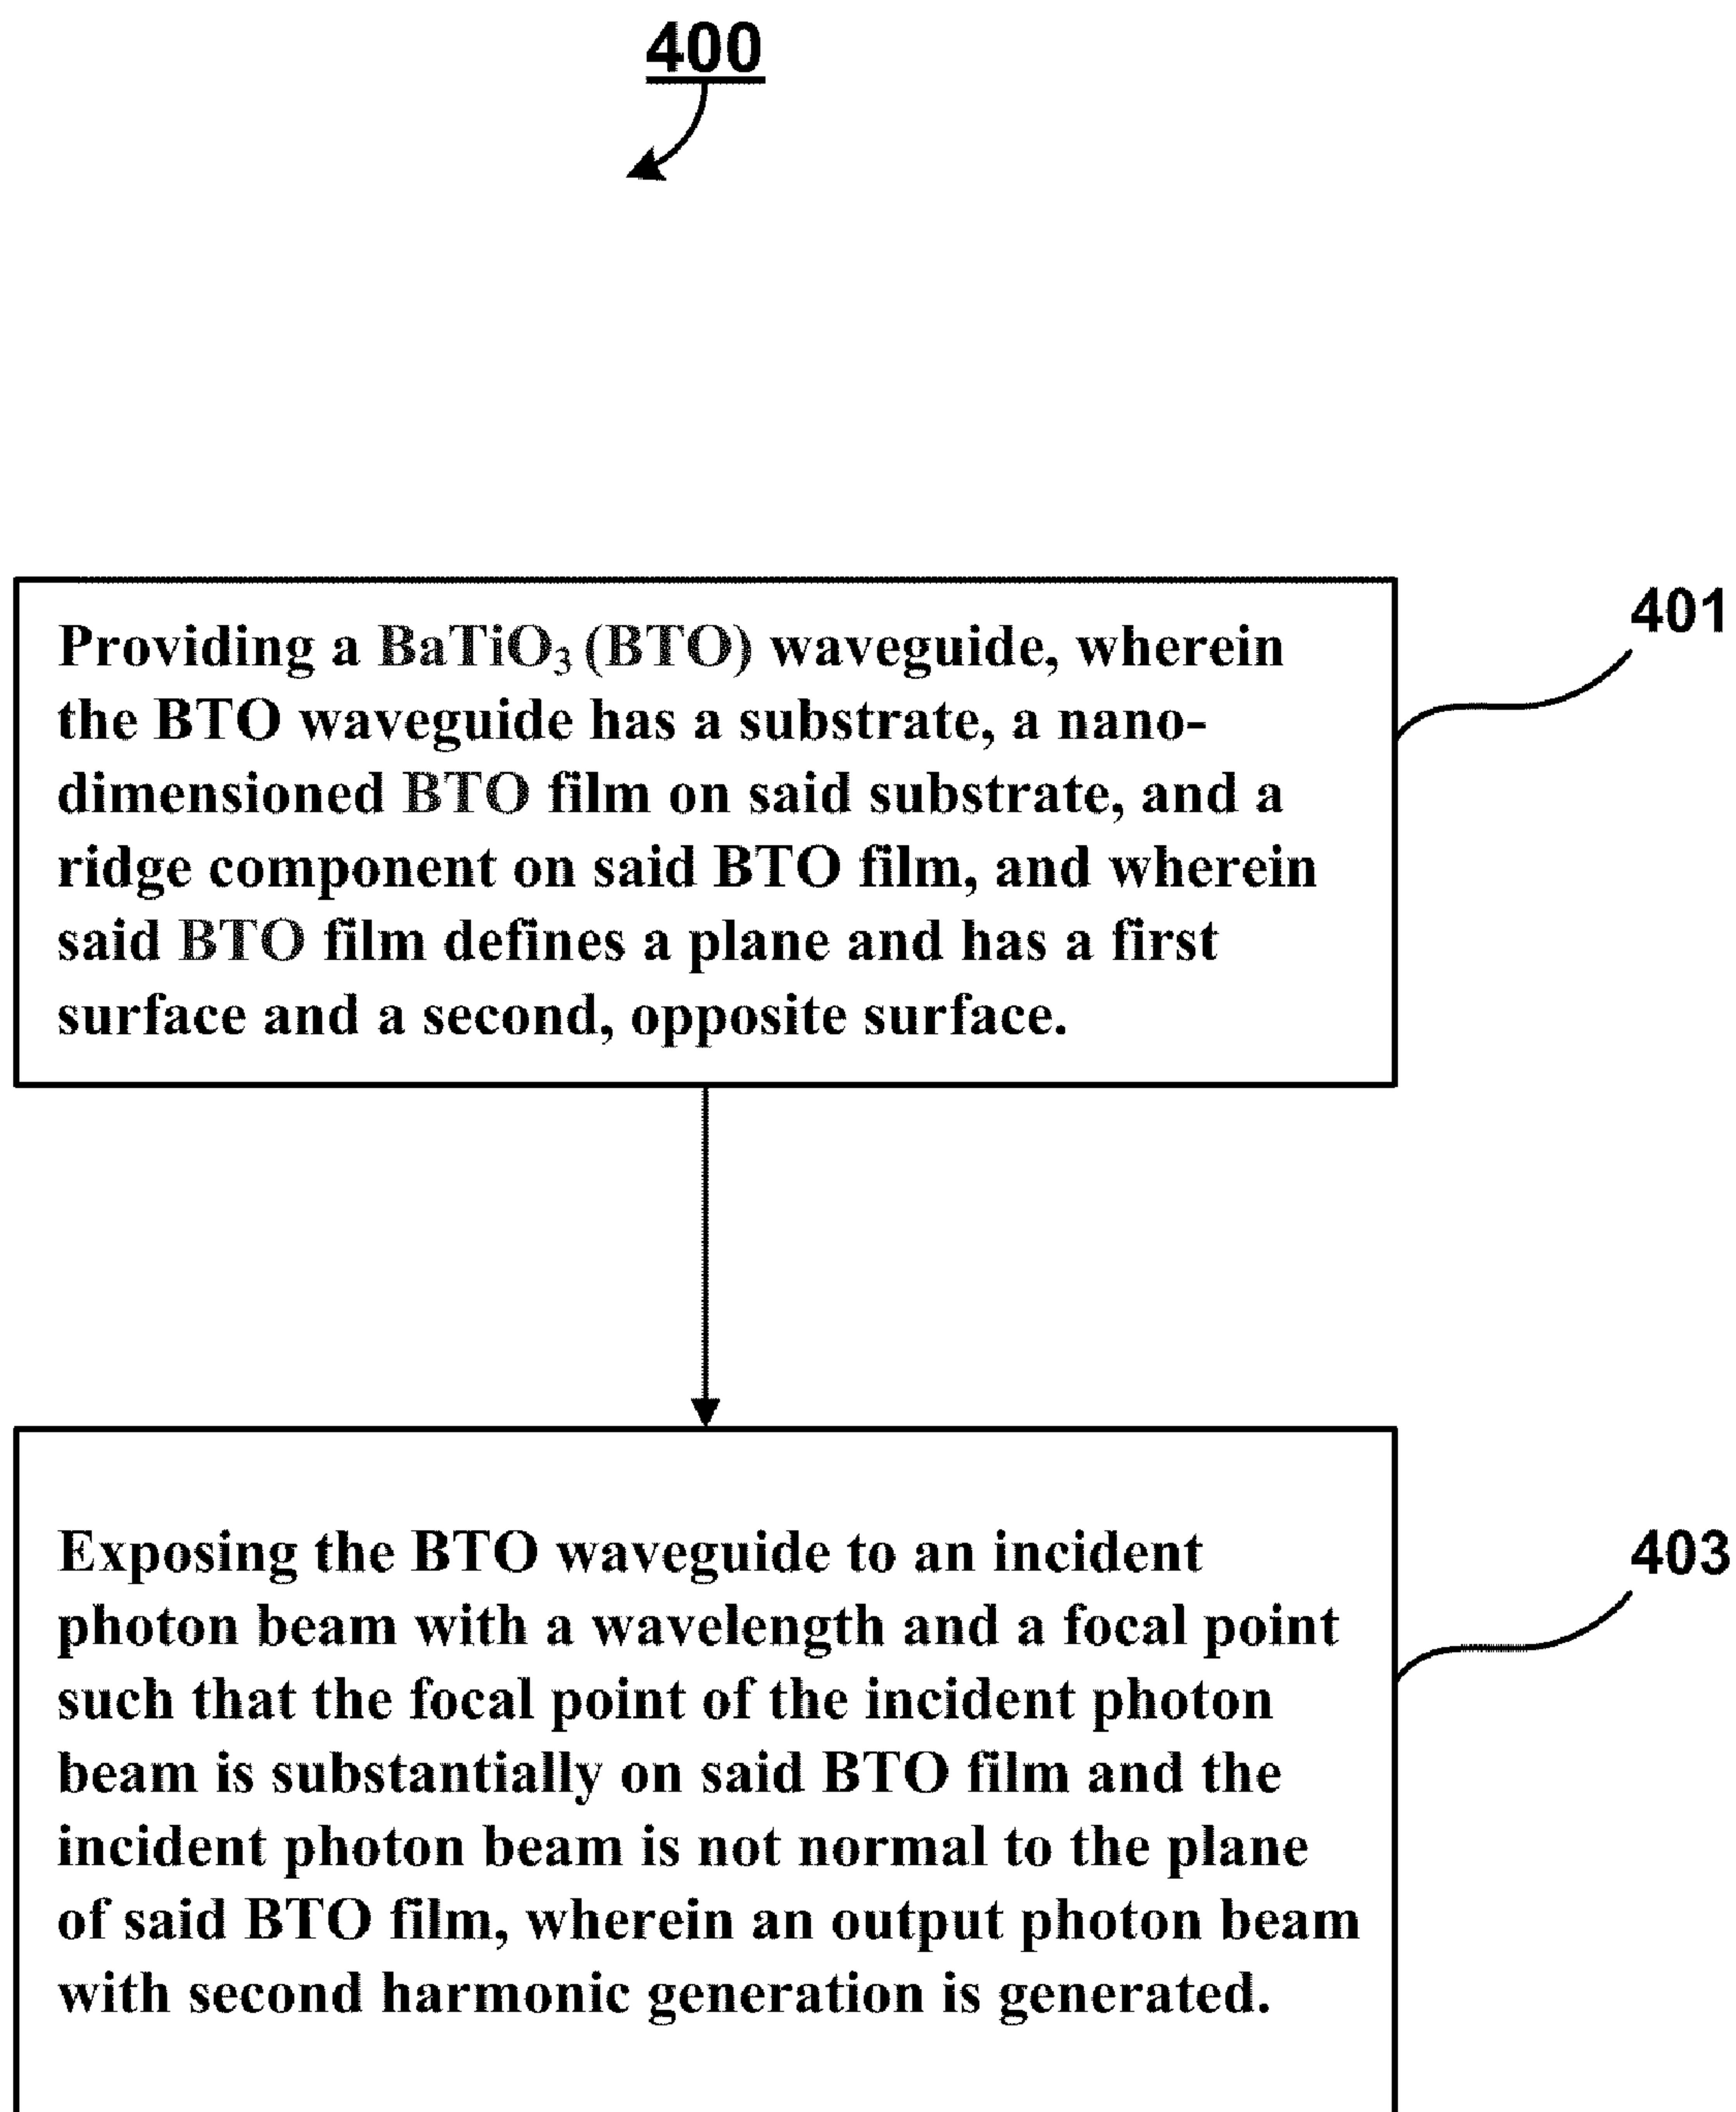 400
Providing a BaTiO₃ (BTO) waveguide, wherein
the BTO waveguide has a substrate, a nano-
dimensioned BTO film on said substrate, and a
ridge component on said BTO film, and wherein
said BTO film defines a plane and has a first
surface and a second, opposite surface.
401
Exposing the BTO waveguide to an incident
photon beam with a wavelength and a focal point
such that the focal point of the incident photon
beam is substantially on said BTO film and the
incident photon beam is not normal to the plane
of said BTO film, wherein an output photon beam
with second harmonic generation is generated.
403